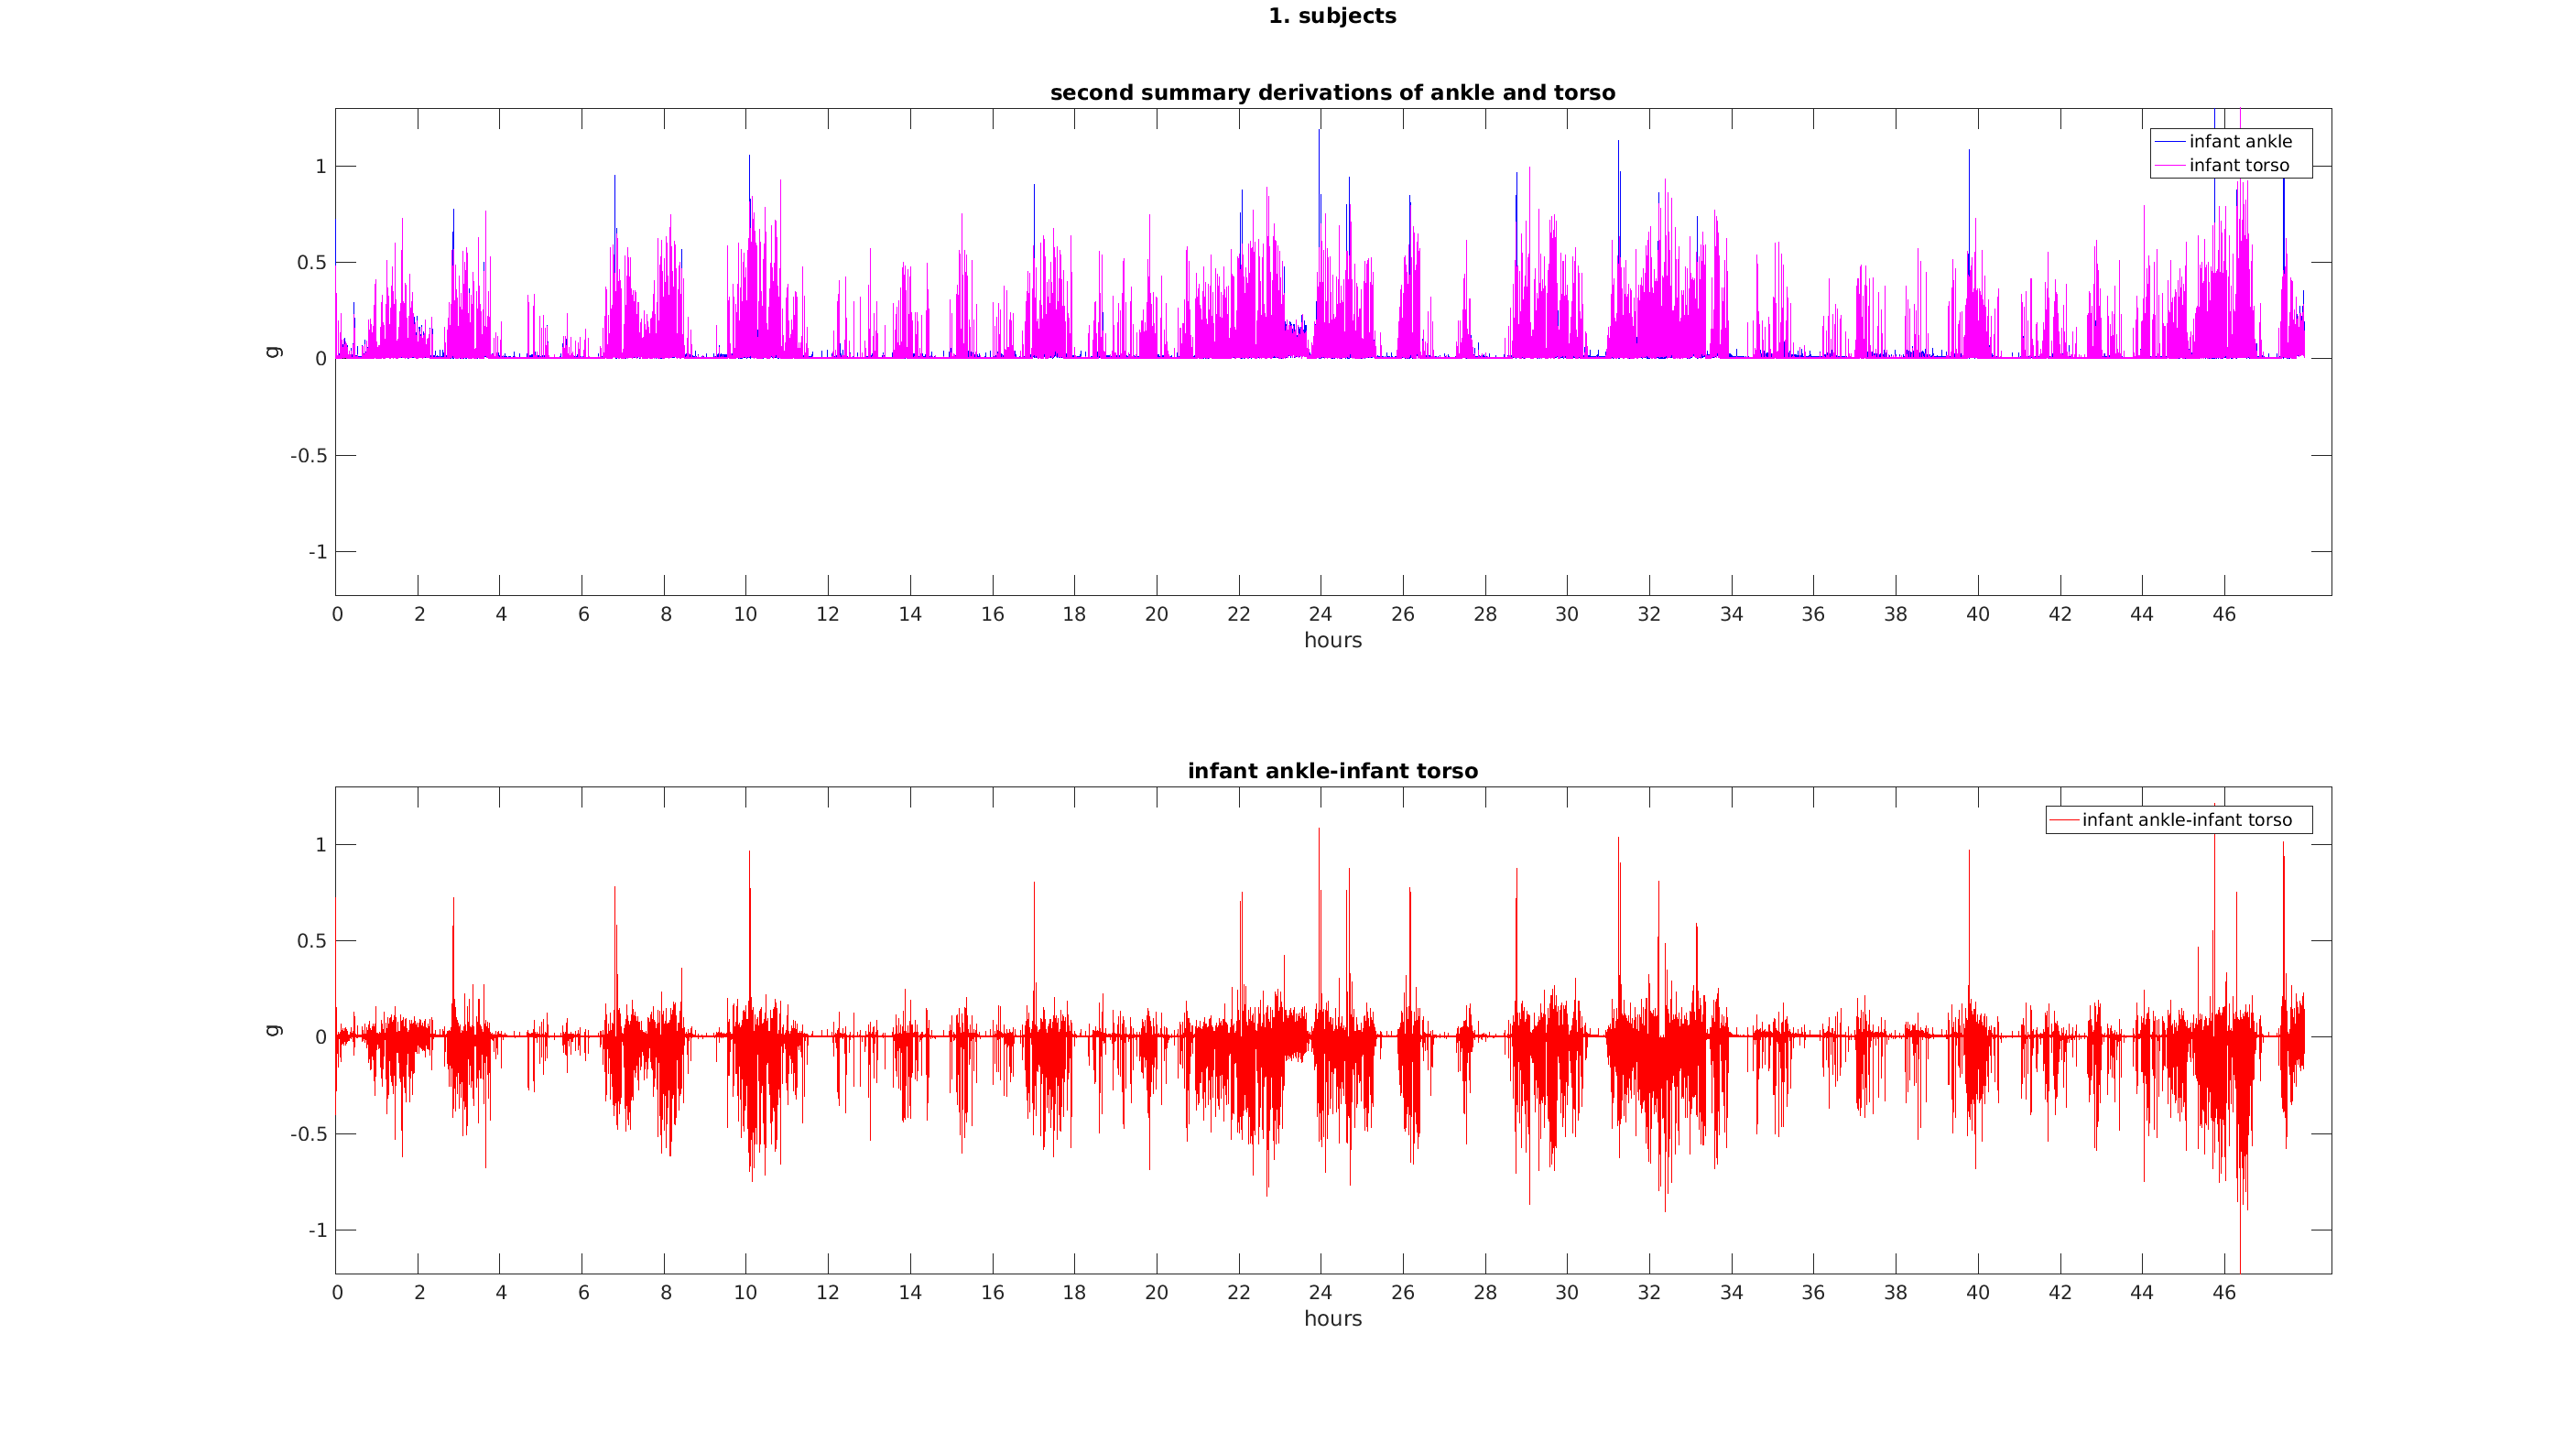 1. subjects
second summary derivations of ankle and torso
infant ankle
infant torso
1
0.5
0
-0.5
-1
g
0 2 4 6 8 10 12 14 16 18 20 22 24 26 28 30 32 34 36 38 40 42 44 46
hours
infant ankle-infant torso
infant ankle-infant torso
1
0.5
0
-0.5
-1
g
0 2 4 6 8 10 12 14 16 18 20 22 24 26 28 30 32 34 36 38 40 42 44 46
hours